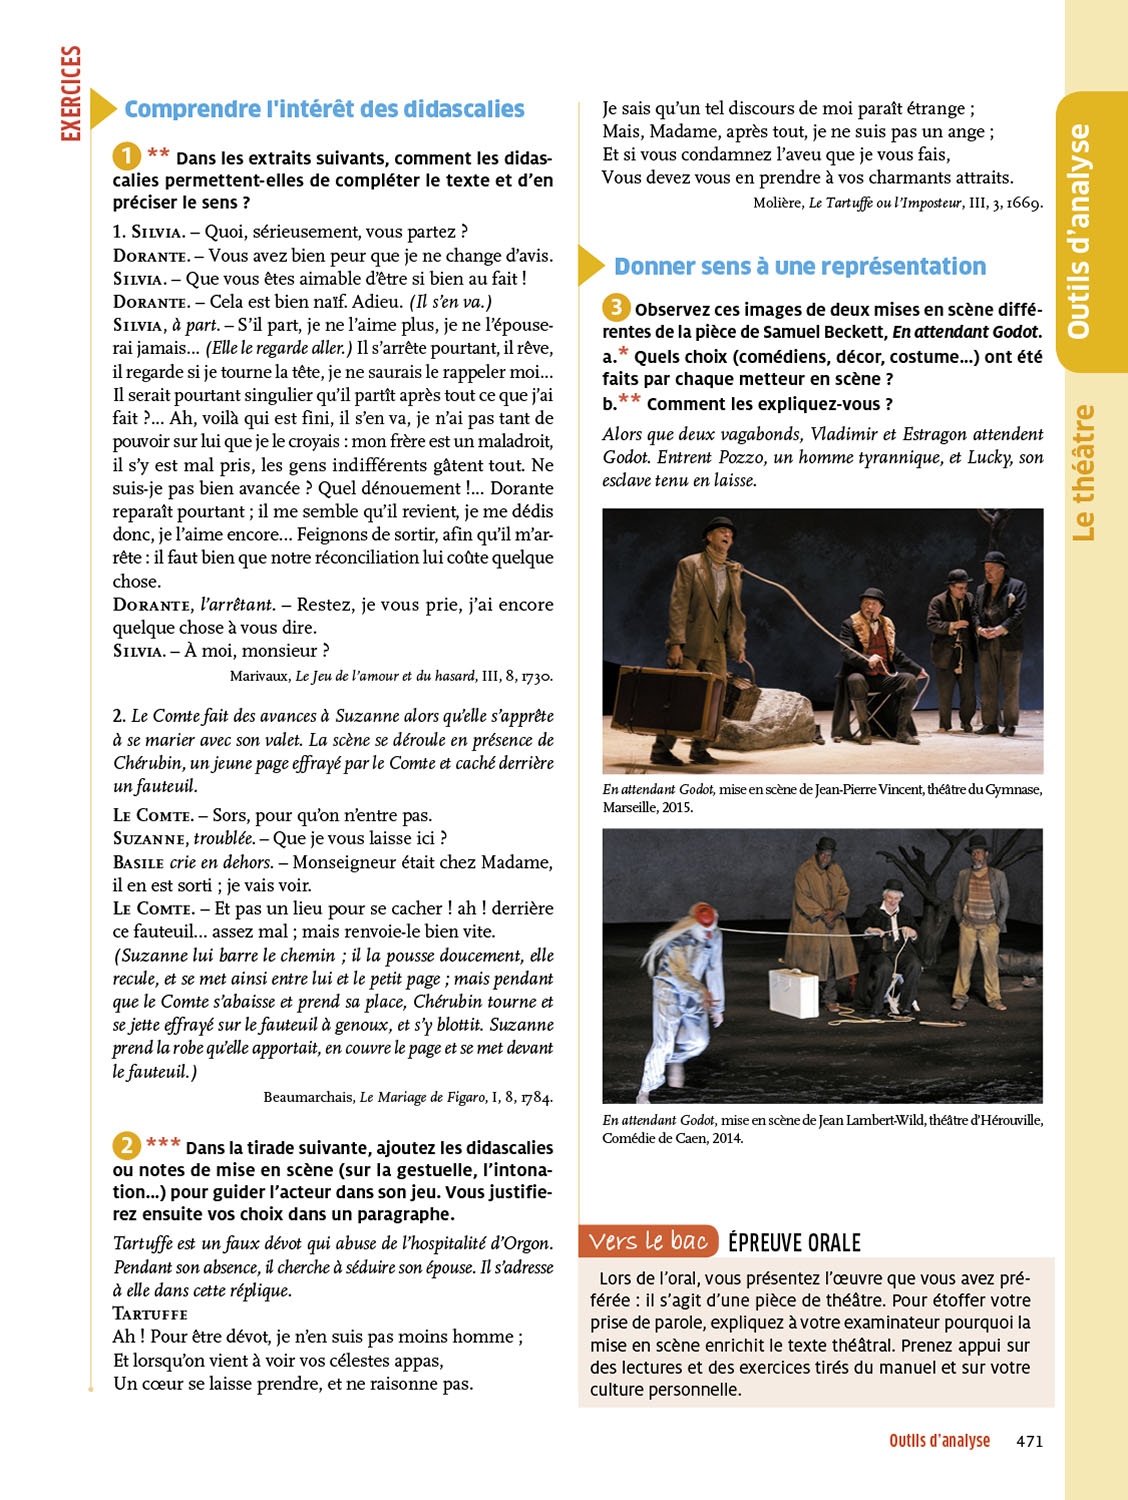 EXERCICES
Comprendre l'intérêt des didascalies
1 ** Dans les extraits suivants, comment les didas-
calies permettent-elles de compléter le texte et d'en
préciser le sens ?
1. SILVIA. – Quoi, sérieusement, vous partez ?
DORANTE. – Vous avez bien peur que je ne change d'avis.
SILVIA. – Que vous êtes aimable d'être si bien au fait !
DORANTE. – Cela est bien naïf. Adieu. (Il s'en va.)
SILVIA, à part. – S'il part, je ne l'aime plus, je ne l'épouse-
rai jamais... (Elle le regarde aller.) Il s'arrête pourtant, il rêve,
il regarde si je tourne la tête, je ne saurais le rappeler moi...
Il serait pourtant singulier qu'il partît après tout ce que j'ai
fait ?... Ah, voilà qui est fini, il s'en va, je n'ai pas tant de
pouvoir sur lui que je le croyais : mon frère est un maladroit,
il s'y est mal pris, les gens indifférents gâtent tout. Ne
suis-je pas bien avancée ? Quel dénouement !... Dorante
reparaît pourtant ; il me semble qu'il revient, je me dédis
donc, je l'aime encore... Feignons de sortir, afin qu'il m'ar-
rête : il faut bien que notre réconciliation lui coûte quelque
chose.
DORANTE, l'arrêtant. – Restez, je vous prie, j'ai encore
quelque chose à vous dire.
SILVIA. – À moi, monsieur ?
Marivaux, Le Jeu de l'amour et du hasard, III, 8, 1730.
2. Le Comte fait des avances à Suzanne alors qu'elle s'apprête
à se marier avec son valet. La scène se déroule en présence de
Chérubin, un jeune page effrayé par le Comte et caché derrière
un fauteuil.
LE COMTE. – Sors, pour qu'on n'entre pas.
SUZANNE, troublée. – Que je vous laisse ici ?
BASILE crie en dehors. – Monseigneur était chez Madame,
il en est sorti ; je vais voir.
LE COMTE. – Et pas un lieu pour se cacher ! ah ! derrière
ce fauteuil... assez mal ; mais renvoie-le bien vite.
(Suzanne lui barre le chemin ; il la pousse doucement, elle
recule, et se met ainsi entre lui et le petit page ; mais pendant
que le Comte s'abaisse et prend sa place, Chérubin tourne et
se jette effrayé sur le fauteuil à genoux, et s'y blottit. Suzanne
prend la robe qu'elle apportait, en couvre le page et se met devant
le fauteuil.)
Beaumarchais, Le Mariage de Figaro, I, 8, 1784.
2 *** Dans la tirade suivante, ajoutez les didascalies
ou notes de mise en scène (sur la gestuelle, l'intona-
tion...) pour guider l'acteur dans son jeu. Vous justifie-
rez ensuite vos choix dans un paragraphe.
Tartuffe est un faux dévot qui abuse de l'hospitalité d'Orgon.
Pendant son absence, il cherche à séduire son épouse. Il s'adresse
à elle dans cette réplique.
TARTUFFE
Ah ! Pour être dévot, je n'en suis pas moins homme ;
Et lorsqu'on vient à voir vos célestes appas,
Un cœur se laisse prendre, et ne raisonne pas.
Je sais qu'un tel discours de moi paraît étrange ;
Mais, Madame, après tout, je ne suis pas un ange ;
Et si vous condamnez l'aveu que je vous fais,
Vous devez vous en prendre à vos charmants attraits.
Molière, Le Tartuffe ou l'Imposteur, III, 3, 1669.
Donner sens à une représentation
3 Observez ces images de deux mises en scène diffé-
rentes de la pièce de Samuel Beckett, En attendant Godot.
a.* Quels choix (comédiens, décor, costume...) ont été
faits par chaque metteur en scène ?
b.** Comment les expliquez-vous ?
Alors que deux vagabonds, Vladimir et Estragon attendent
Godot. Entrent Pozzo, un homme tyrannique, et Lucky, son
esclave tenu en laisse.
En attendant Godot, mise en scène de Jean-Pierre Vincent, théâtre du Gymnase,
Marseille, 2015.
En attendant Godot, mise en scène de Jean Lambert-Wild, théâtre d'Hérouville,
Comédie de Caen, 2014.
Vers le bac ÉPREUVE ORALE
Lors de l'oral, vous présentez l'œuvre que vous avez pré-
férée : il s'agit d'une pièce de théâtre. Pour étoffer votre
prise de parole, expliquez à votre examinateur pourquoi la
mise en scène enrichit le texte théâtral. Prenez appui sur
des lectures et des exercices tirés du manuel et sur votre
culture personnelle.
Outils d'analyse
Le théâtre
Outils d'analyse 471